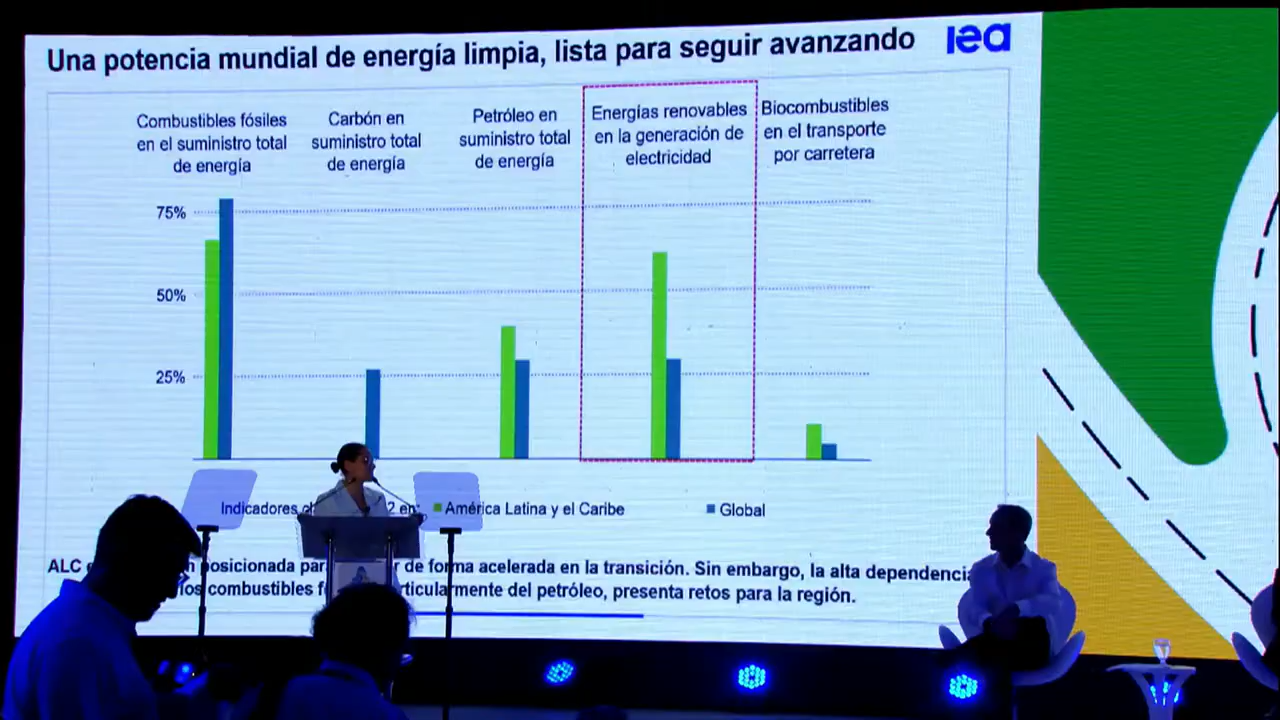 Una potencia mundial de energía limpia, lista para seguir avanzando
iea
Combustibles fósiles
en el suministro total
de energía
Carbón en
suministro total
de energía
Petróleo en
suministro total
de energía
Energías renovables
en la generación de
electricidad
Biocombustibles
en el transporte
por carretera
75%
50%
25%
Indicadores
América Latina y el Caribe
Global
ALC posicionada de forma acelerada en la transición. Sin embargo, la alta dependencia
los combustibles del petróleo, presenta retos para la región.